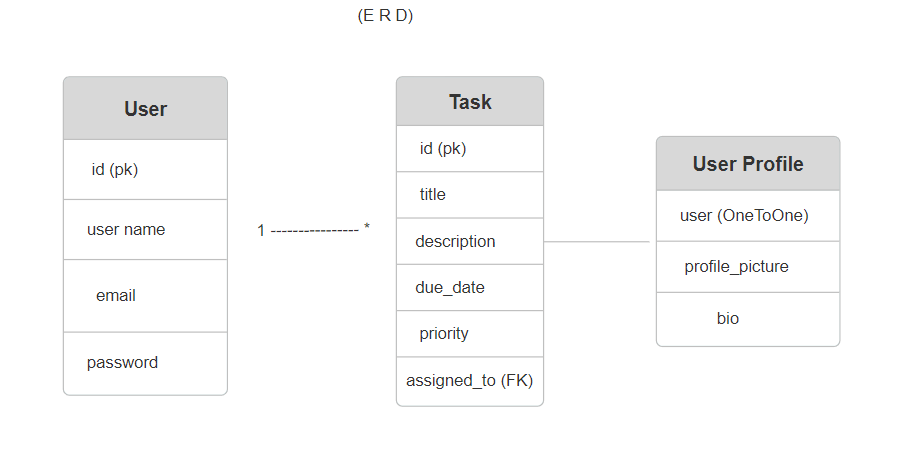 (E R D)
User
id (pk)
user name
email
password
1 ---------------- *
Task
id (pk)
title
description
due_date
priority
assigned_to (FK)
User Profile
user (OneToOne)
profile_picture
bio